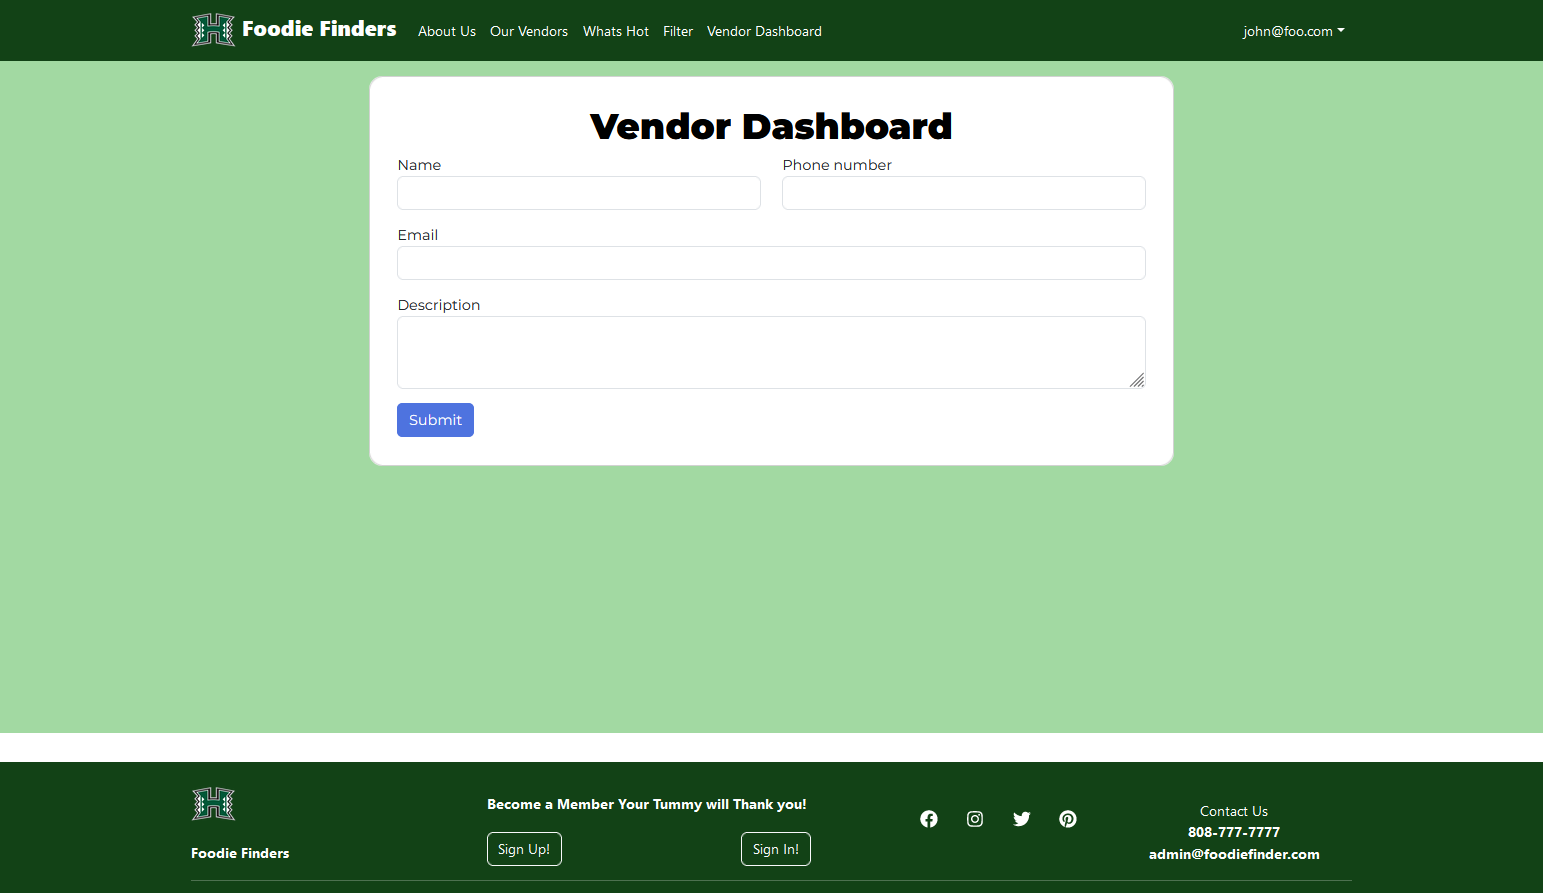 Foodie Finders About Us Our Vendors Whats Hot Filter Vendor Dashboard john@foo.com
Vendor Dashboard
Name Phone number
Email
Description
Submit
H
Foodie Finders
Become a Member Your Tummy will Thank you!
Sign Up! Sign In!
Contact Us
808-777-7777
admin@foodiefinder.com